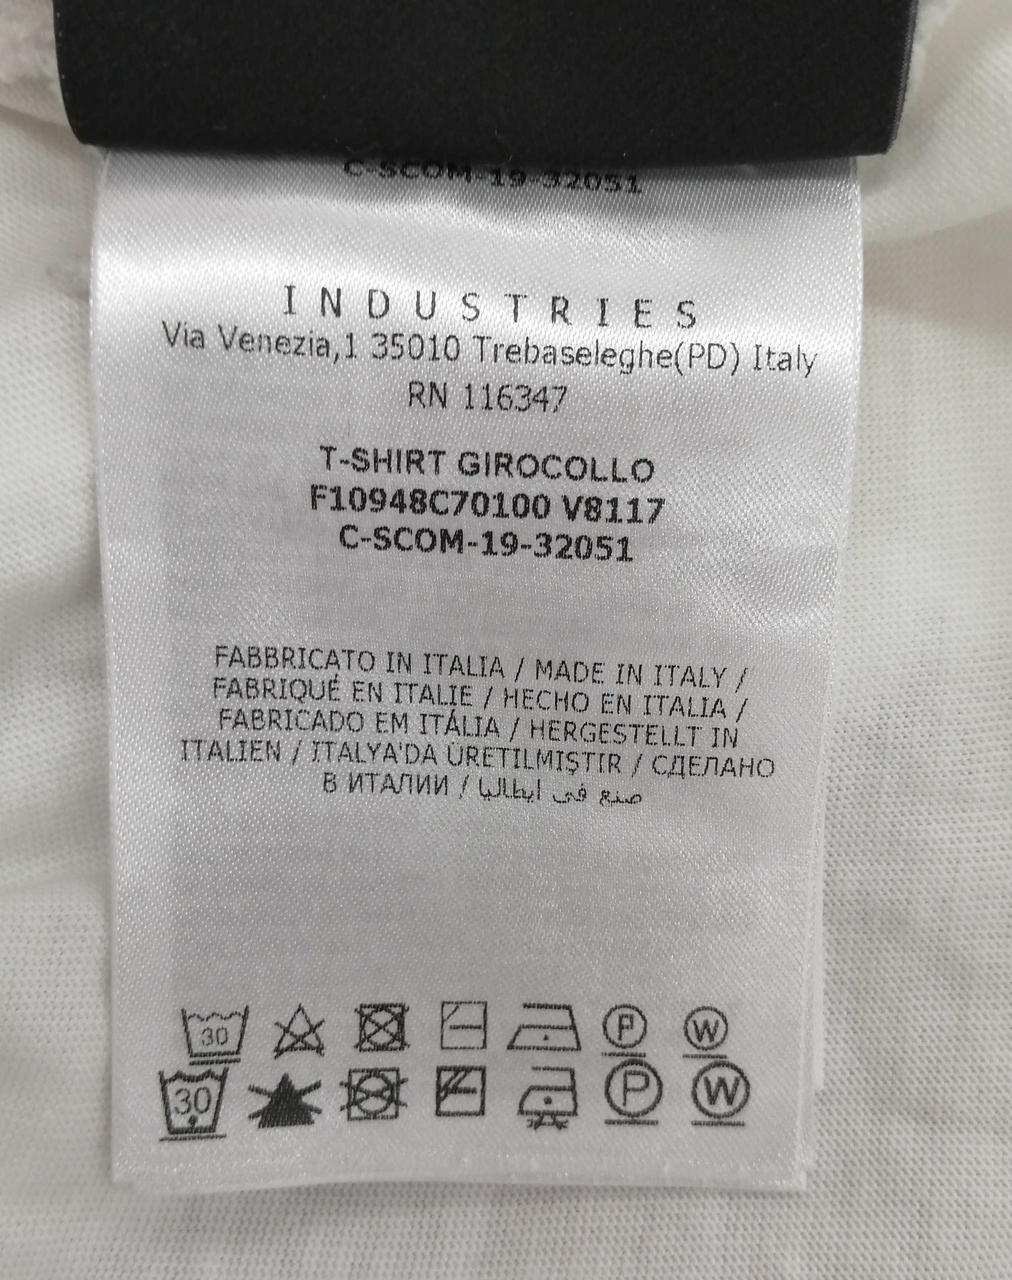 C-SCOM-19-32051
INDUSTRIES
Via Venezia,1 35010 Trebaseleghe(PD) Italy
RN 116347
T-SHIRT GIROCOLLO
F10948C70100 V8117
C-SCOM-19-32051
FABBRICATO IN ITALIA / MADE IN ITALY /
FABRIQUÉ EN ITALIE / HECHO EN ITALIA /
FABRICADO EM ITÁLIA / HERGESTELLT IN
ITALIEN / ITALYA'DA ÜRETILMIŞTIR / СДЕЛАНО
В ИТАЛИИ / صنع في ايطاليا
30 P W
30 P W